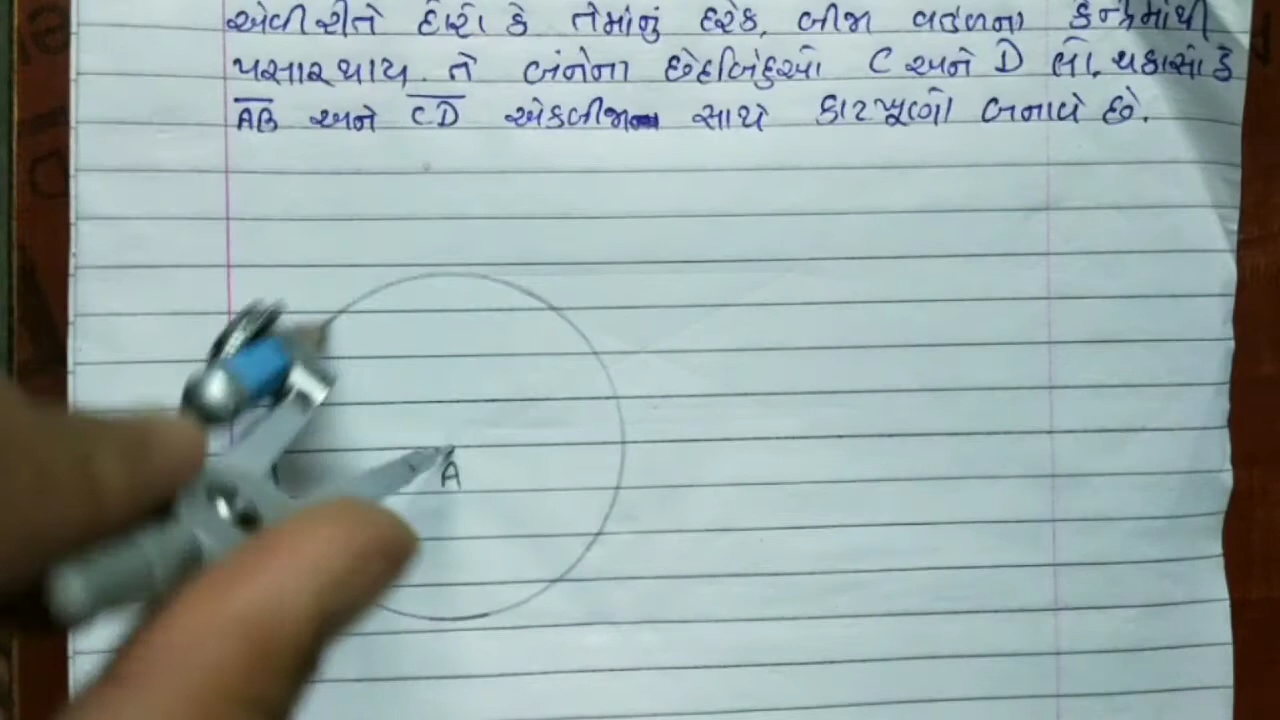 એવી રીતે દોરો કે તેમાંનું દરેક, બીજા વર્તુળના કેન્દ્રમાંથી
પસાર થાય. તે બંનેના છેદબિંદુઓ C અને D લો. ચકાસો કે
AB અને CD એકબીજા સાથે કાટખૂણો બનાવે છે.
A